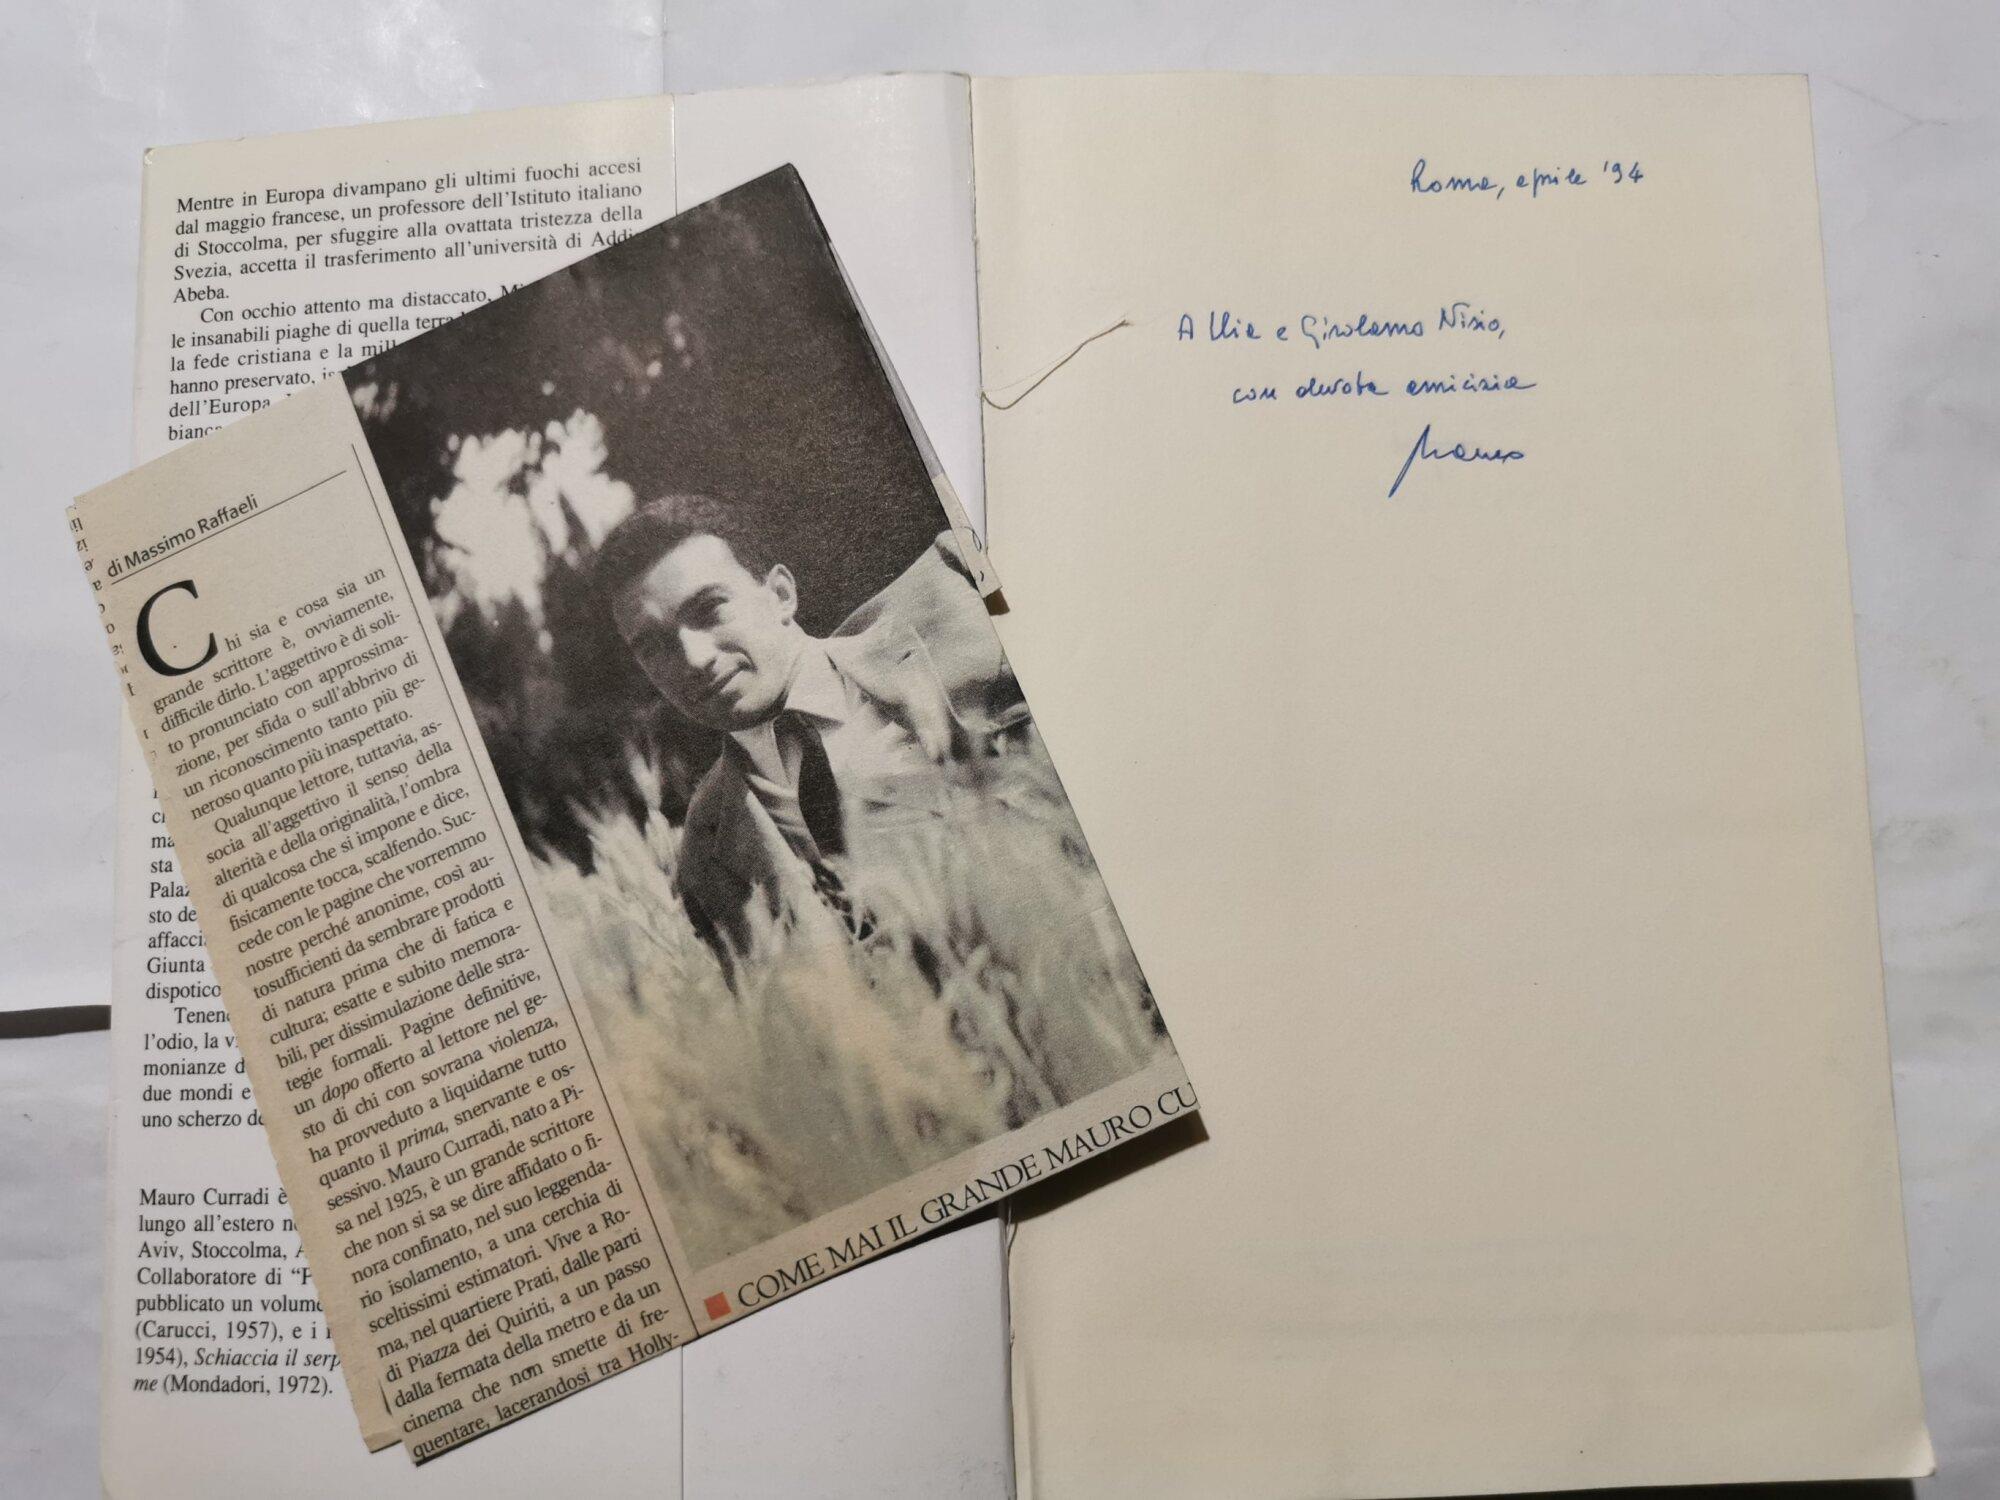 Mentre in Europa divampano gli ultimi fuochi accesi
dal maggio francese, un professore dell'Istituto italiano
di Stoccolma, per sfuggire alla ovattata tristezza della
Svezia, accetta il trasferimento all'università di Addis
Abeba.
Con occhio attento ma distaccato,
le insanabili piaghe di quella terra
la fede cristiana e la
hanno preservato,
dell'Europa
sta
sto de
affacci
Giunta
dispotico
l'odio, la
monianze d
due mondi e
uno scherzo de
Mauro Curradi è
lungo all'estero
Aviv, Stoccolma,
Collaboratore di
pubblicato un volume
(Carucci, 1957), e i
1954), Schiaccia il serp
me (Mondadori, 1972).
di Massimo Raffaeli
Chi sia e cosa sia un
grande scrittore è, ovviamente,
difficile dirlo. L'aggettivo è di soli-
to pronunciato con approssima-
zione, per sfida o sull'abbrivo di
un riconoscimento tanto più ge-
neroso quanto più inaspettato.
Qualunque lettore, tuttavia, as-
socia all'aggettivo il senso della
alterità e della originalità, l'ombra
di qualcosa che si impone e dice,
fisicamente tocca, scalfendo. Suc-
cede con le pagine che vorremmo
nostre perché anonime, così au-
tosufficienti da sembrare prodotti
di natura prima che di fatica e
cultura; esatte e subito memora-
bili, per dissimulazione delle stra-
tegie formali. Pagine definitive,
un dopo offerto al lettore nel ge-
sto di chi con sovrana violenza,
ha provveduto a liquidarne tutto
quanto il prima, snervante e os-
sessivo. Mauro Curradi, nato a Pi-
sa nel 1925, è un grande scrittore
che non si sa se dire affidato o fi-
nora confinato, nel suo leggenda-
rio isolamento, a una cerchia di
sceltissimi estimatori. Vive a Ro-
ma, nel quartiere Prati, dalle parti
di Piazza dei Quiriti, a un passo
dalla fermata della metro e da un
cinema che non smette di fre-
quentare, lacerandosi tra Holly-
COME MAI IL GRANDE MAURO CU
Roma, aprile '94
A Ilia e Girolamo Nisio,
con devota amicizia
Mauro